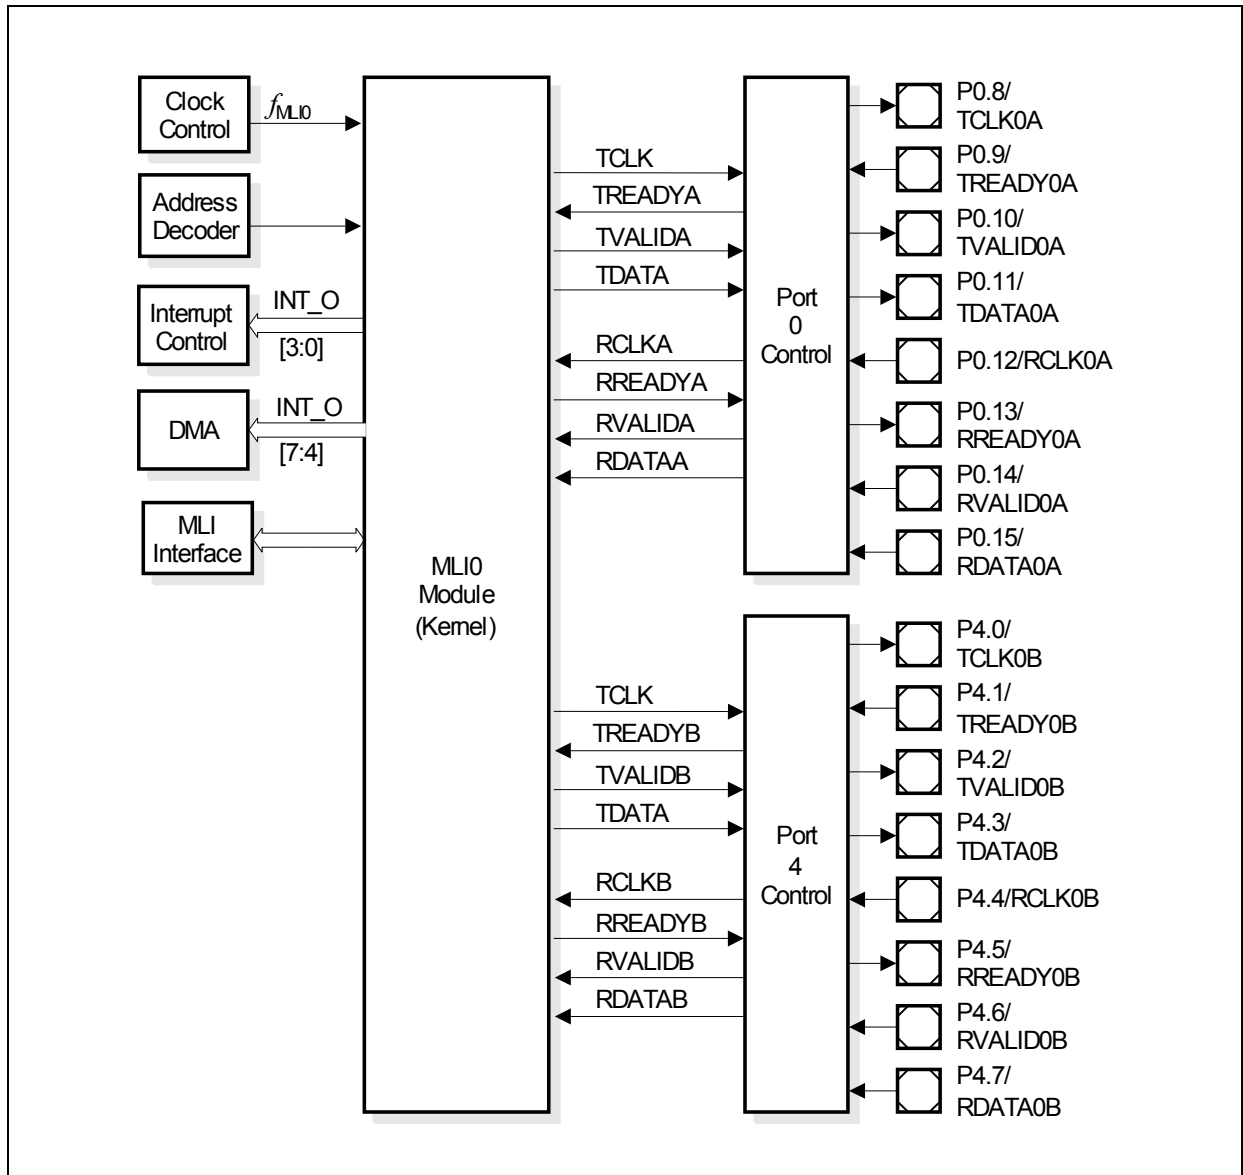 Clock
Control
fMLI0
Address
Decoder
Interrupt
Control
INT_O
[3:0]
DMA
INT_O
[7:4]
MLI
Interface
MLI0
Module
(Kernel)
TCLK
TREADYA
TVALIDA
TDATA
RCLKA
RREADYA
RVALIDA
RDATAA
Port
0
Control
P0.8/
TCLK0A
P0.9/
TREADY0A
P0.10/
TVALID0A
P0.11/
TDATA0A
P0.12/RCLK0A
P0.13/
RREADY0A
P0.14/
RVALID0A
P0.15/
RDATA0A
TCLK
TREADYB
TVALIDB
TDATA
RCLKB
RREADYB
RVALIDB
RDATAB
Port
4
Control
P4.0/
TCLK0B
P4.1/
TREADY0B
P4.2/
TVALID0B
P4.3/
TDATA0B
P4.4/RCLK0B
P4.5/
RREADY0B
P4.6/
RVALID0B
P4.7/
RDATA0B